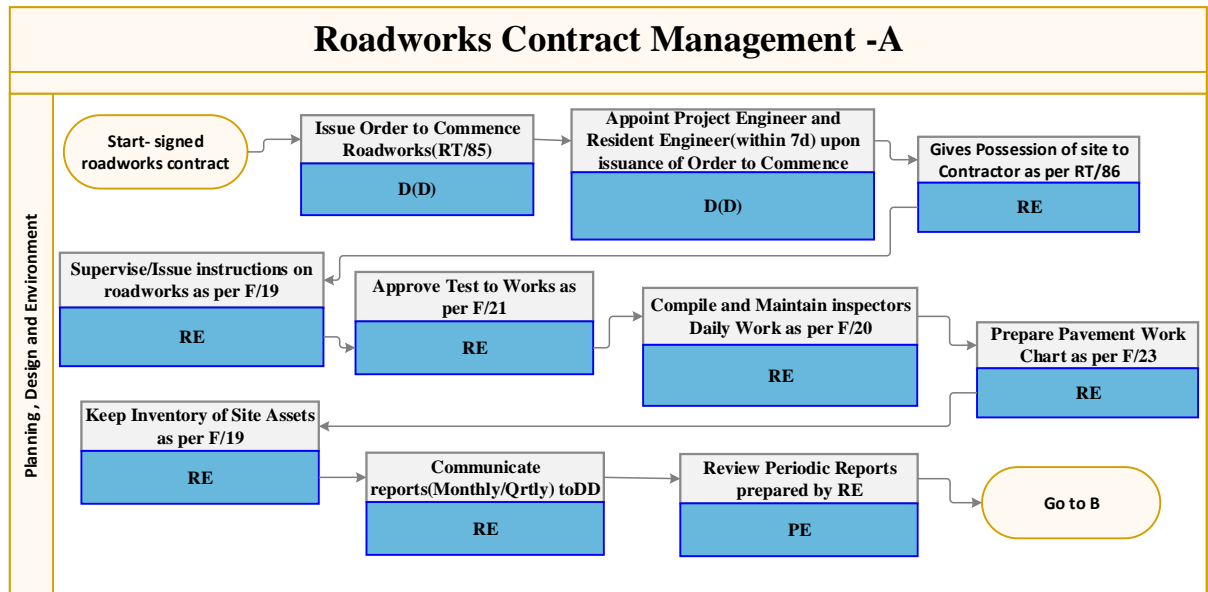 Roadworks Contract Management -A
Planning , Design and Environment
Start- signed
roadworks contract
Issue Order to Commence
Roadworks(RT/85)
D(D)
Appoint Project Engineer and
Resident Engineer(within 7d) upon
issuance of Order to Commence
D(D)
Gives Possession of site to
Contractor as per RT/86
RE
Supervise/Issue instructions on
roadworks as per F/19
RE
Approve Test to Works as
per F/21
RE
Compile and Maintain inspectors
Daily Work as per F/20
RE
Prepare Pavement Work
Chart as per F/23
RE
Keep Inventory of Site Assets
as per F/19
RE
Communicate
reports(Monthly/Qrtly) toDD
RE
Review Periodic Reports
prepared by RE
PE
Go to B